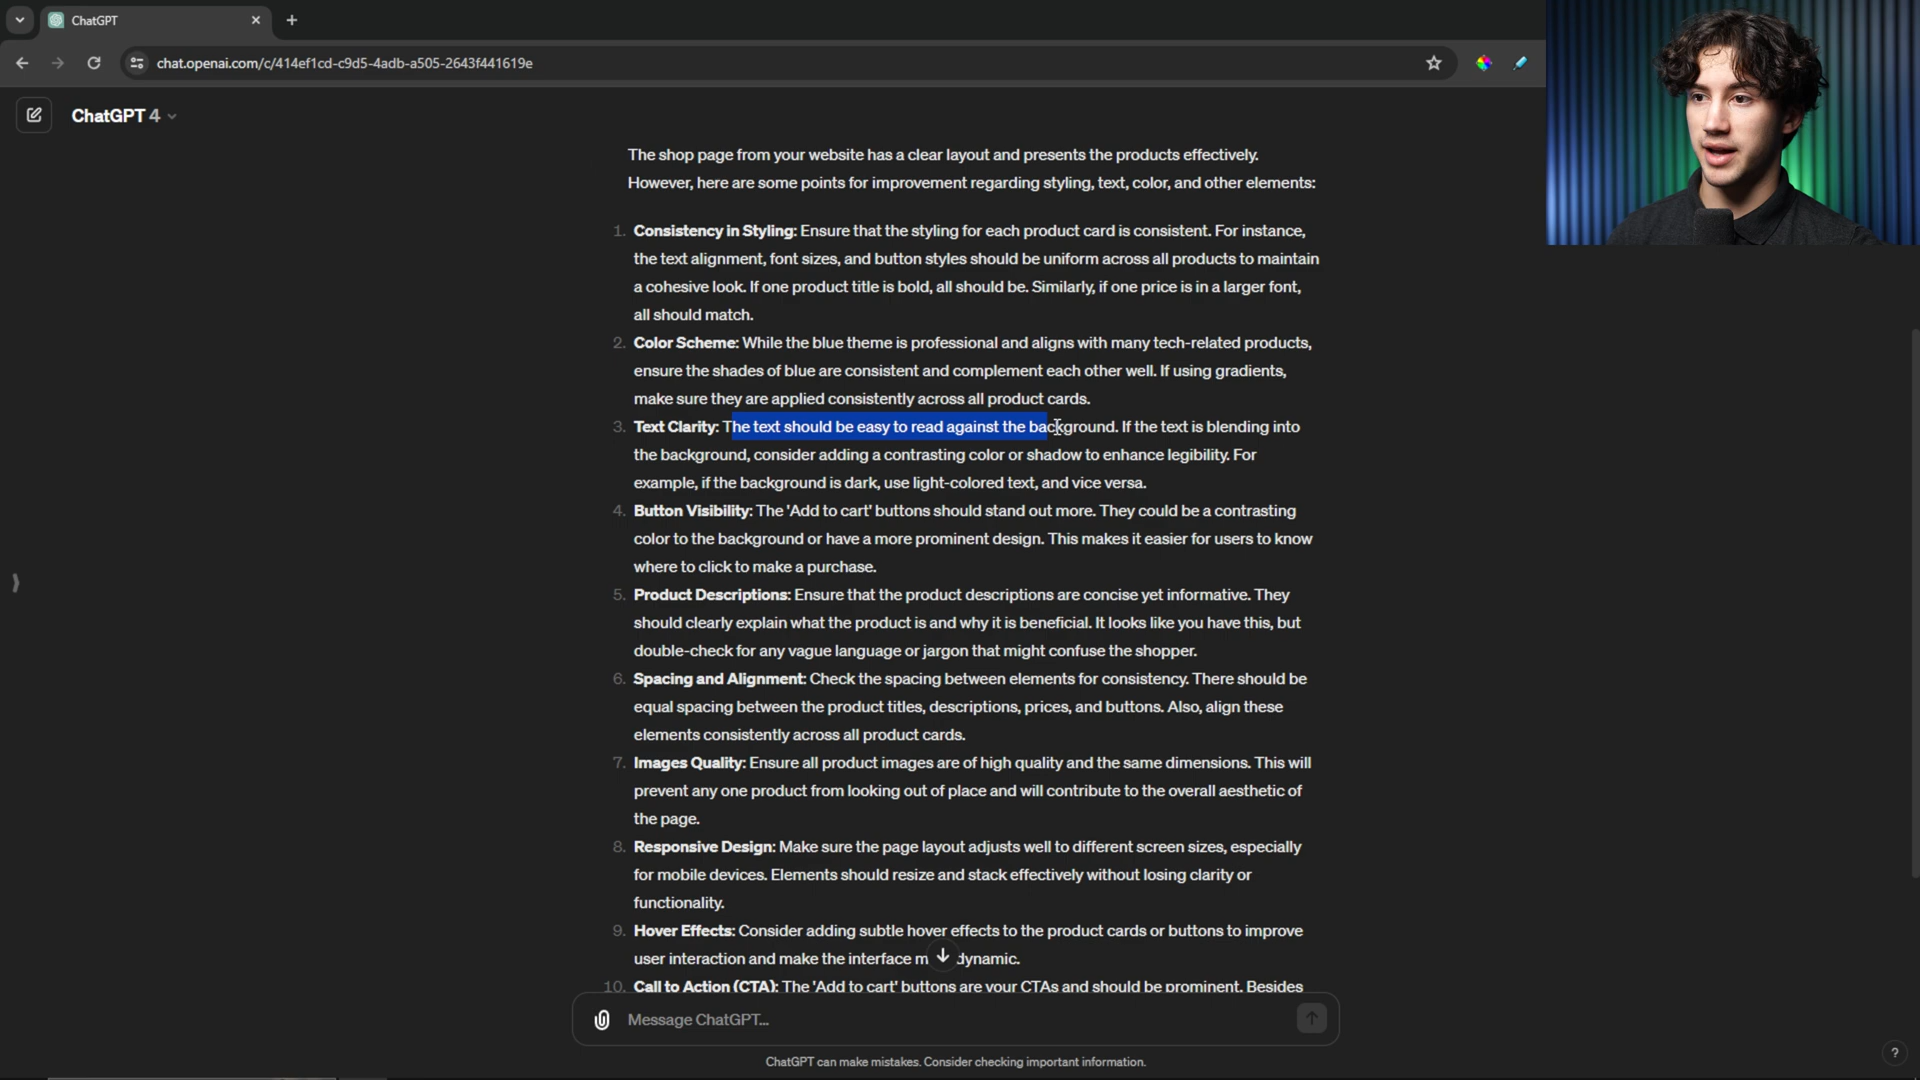 ChatGPT
chat.openai.com/c/414ef1cd-c9d5-4adb-a505-2643f441619e
ChatGPT 4
The shop page from your website has a clear layout and presents the products effectively.
However, here are some points for improvement regarding styling, text, color, and other elements:
1. Consistency in Styling: Ensure that the styling for each product card is consistent. For instance,
the text alignment, font sizes, and button styles should be uniform across all products to maintain
a cohesive look. If one product title is bold, all should be. Similarly, if one price is in a larger font,
all should match.
2. Color Scheme: While the blue theme is professional and aligns with many tech-related products,
ensure the shades of blue are consistent and complement each other well. If using gradients,
make sure they are applied consistently across all product cards.
3. Text Clarity: The text should be easy to read against the background. If the text is blending into
the background, consider adding a contrasting color or shadow to enhance legibility. For
example, if the background is dark, use light-colored text, and vice versa.
4. Button Visibility: The 'Add to cart' buttons should stand out more. They could be a contrasting
color to the background or have a more prominent design. This makes it easier for users to know
where to click to make a purchase.
5. Product Descriptions: Ensure that the product descriptions are concise yet informative. They
should clearly explain what the product is and why it is beneficial. It looks like you have this, but
double-check for any vague language or jargon that might confuse the shopper.
6. Spacing and Alignment: Check the spacing between elements for consistency. There should be
equal spacing between the product titles, descriptions, prices, and buttons. Also, align these
elements consistently across all product cards.
7. Images Quality: Ensure all product images are of high quality and the same dimensions. This will
prevent any one product from looking out of place and will contribute to the overall aesthetic of
the page.
8. Responsive Design: Make sure the page layout adjusts well to different screen sizes, especially
for mobile devices. Elements should resize and stack effectively without losing clarity or
functionality.
9. Hover Effects: Consider adding subtle hover effects to the product cards or buttons to improve
user interaction and make the interface m dynamic.
10. Call to Action (CTA): The 'Add to cart' buttons are your CTAs and should be prominent. Besides
Message ChatGPT...
ChatGPT can make mistakes. Consider checking important information.
?